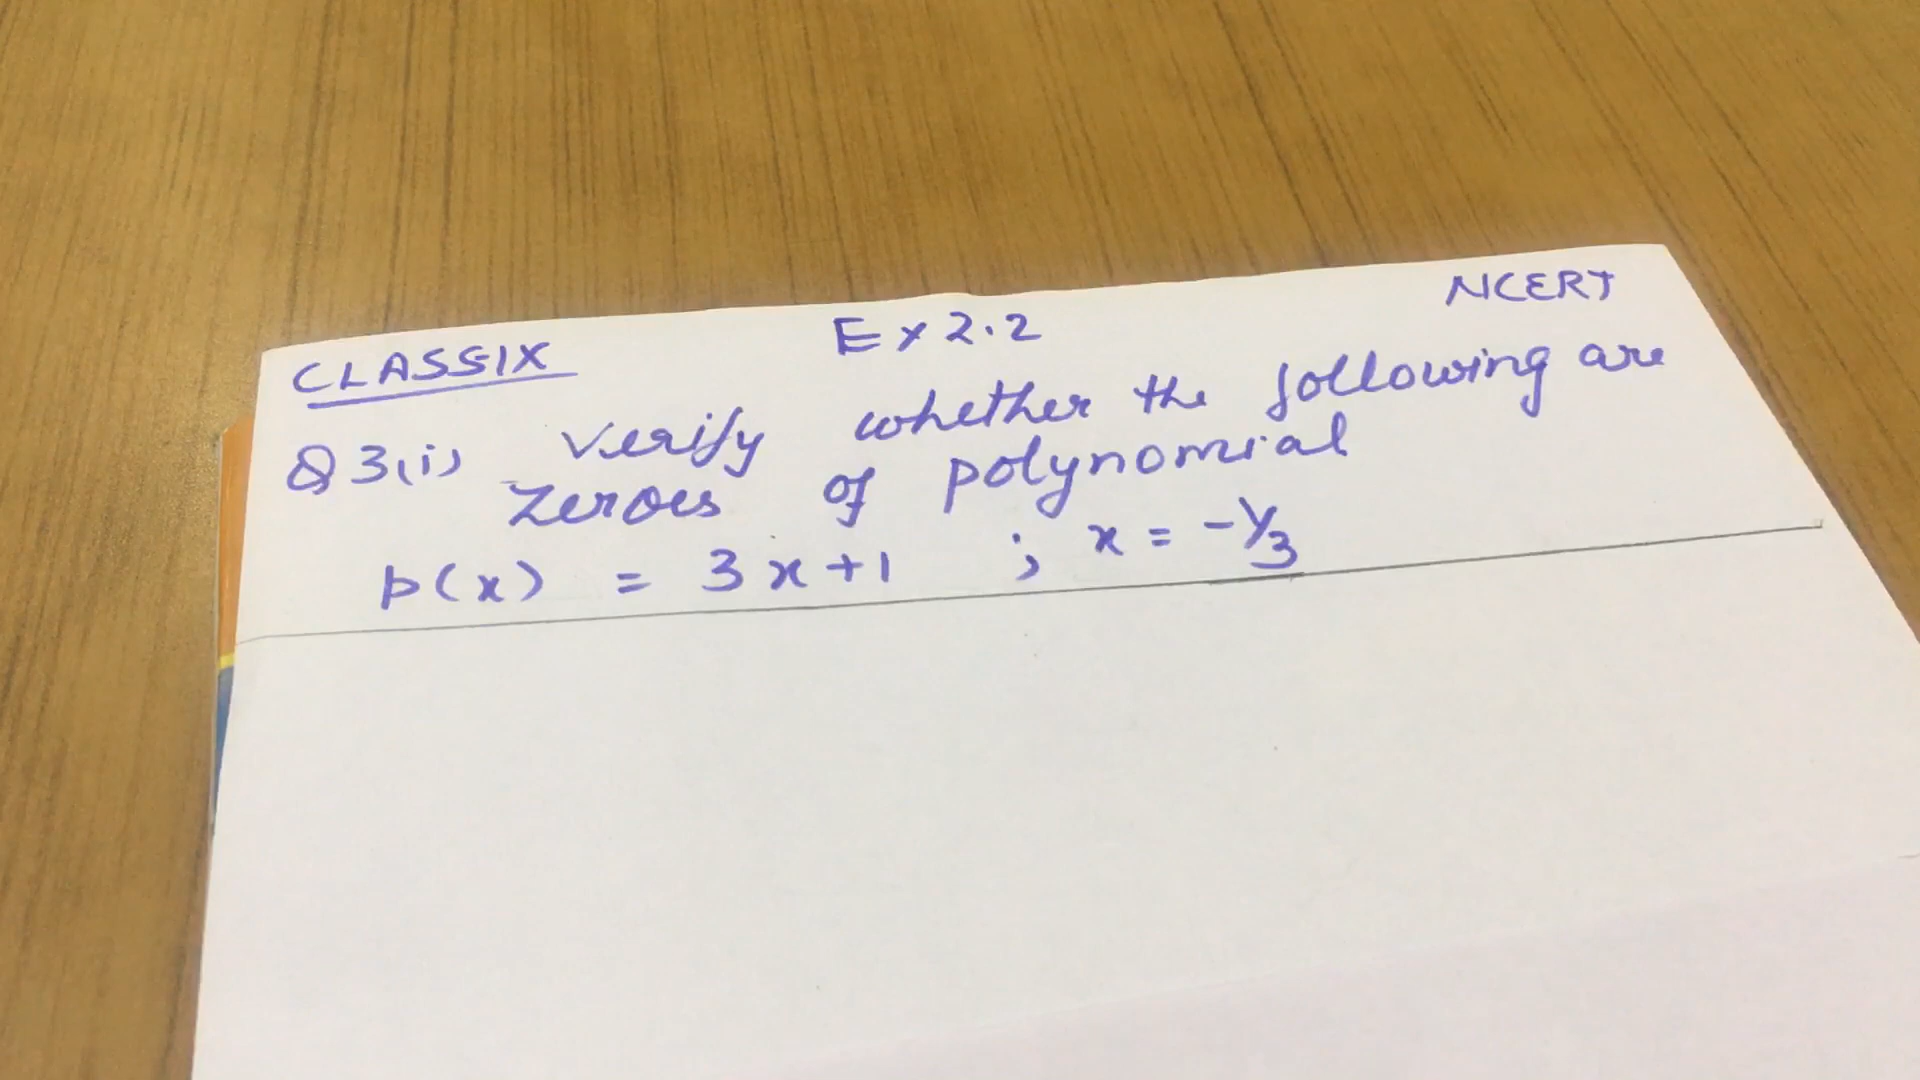 CLASSIX Ex 2.2 NCERT
Q3(i) Verify whether the following are
zeroes of polynomial
p(x) = 3x+1 ; x = -1/3